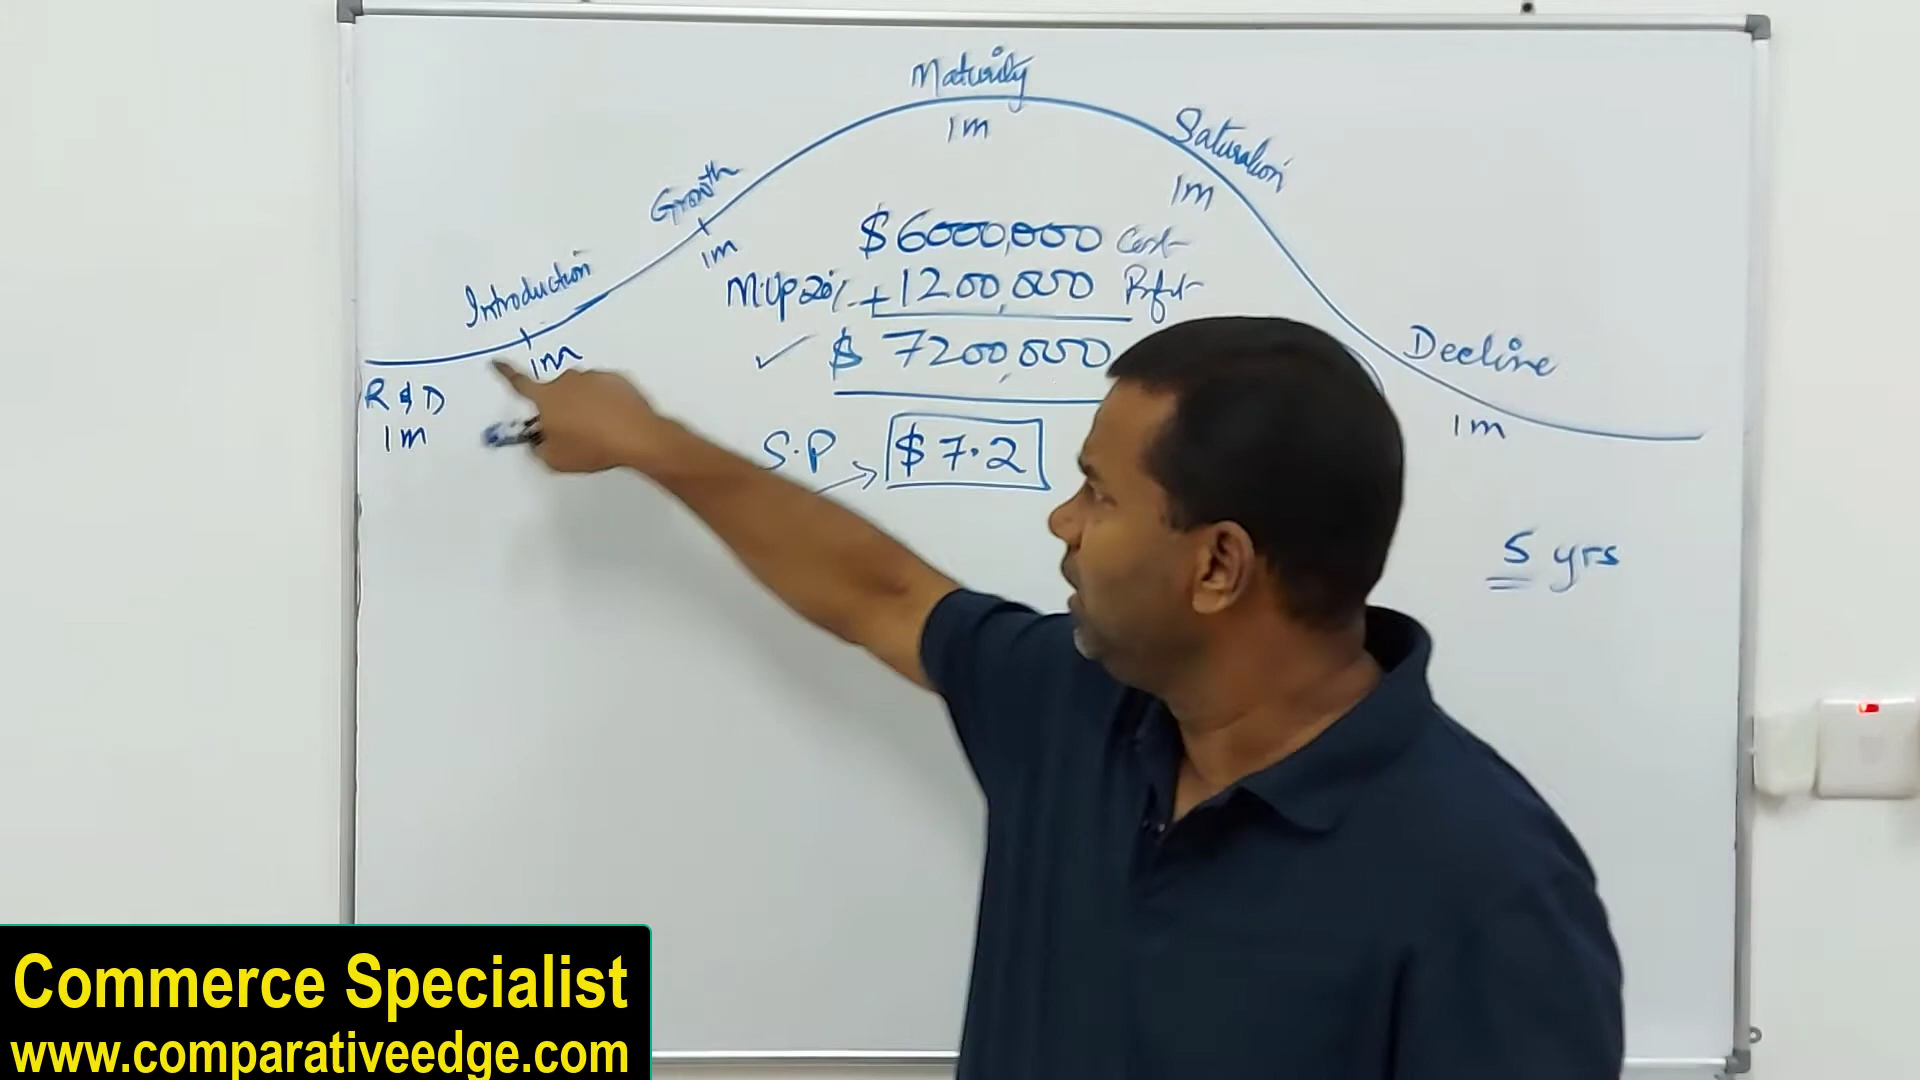 Maturity
1m
Saturation
1m
Growth
1m
$6000,000 Cost
M.Up 20% + 1200,000 Profit
Introduction
1m
$ 7200,000
Decline
1m
R & D
1m
S.P → $7.2
5 yrs
Commerce Specialist
www.comparativeedge.com